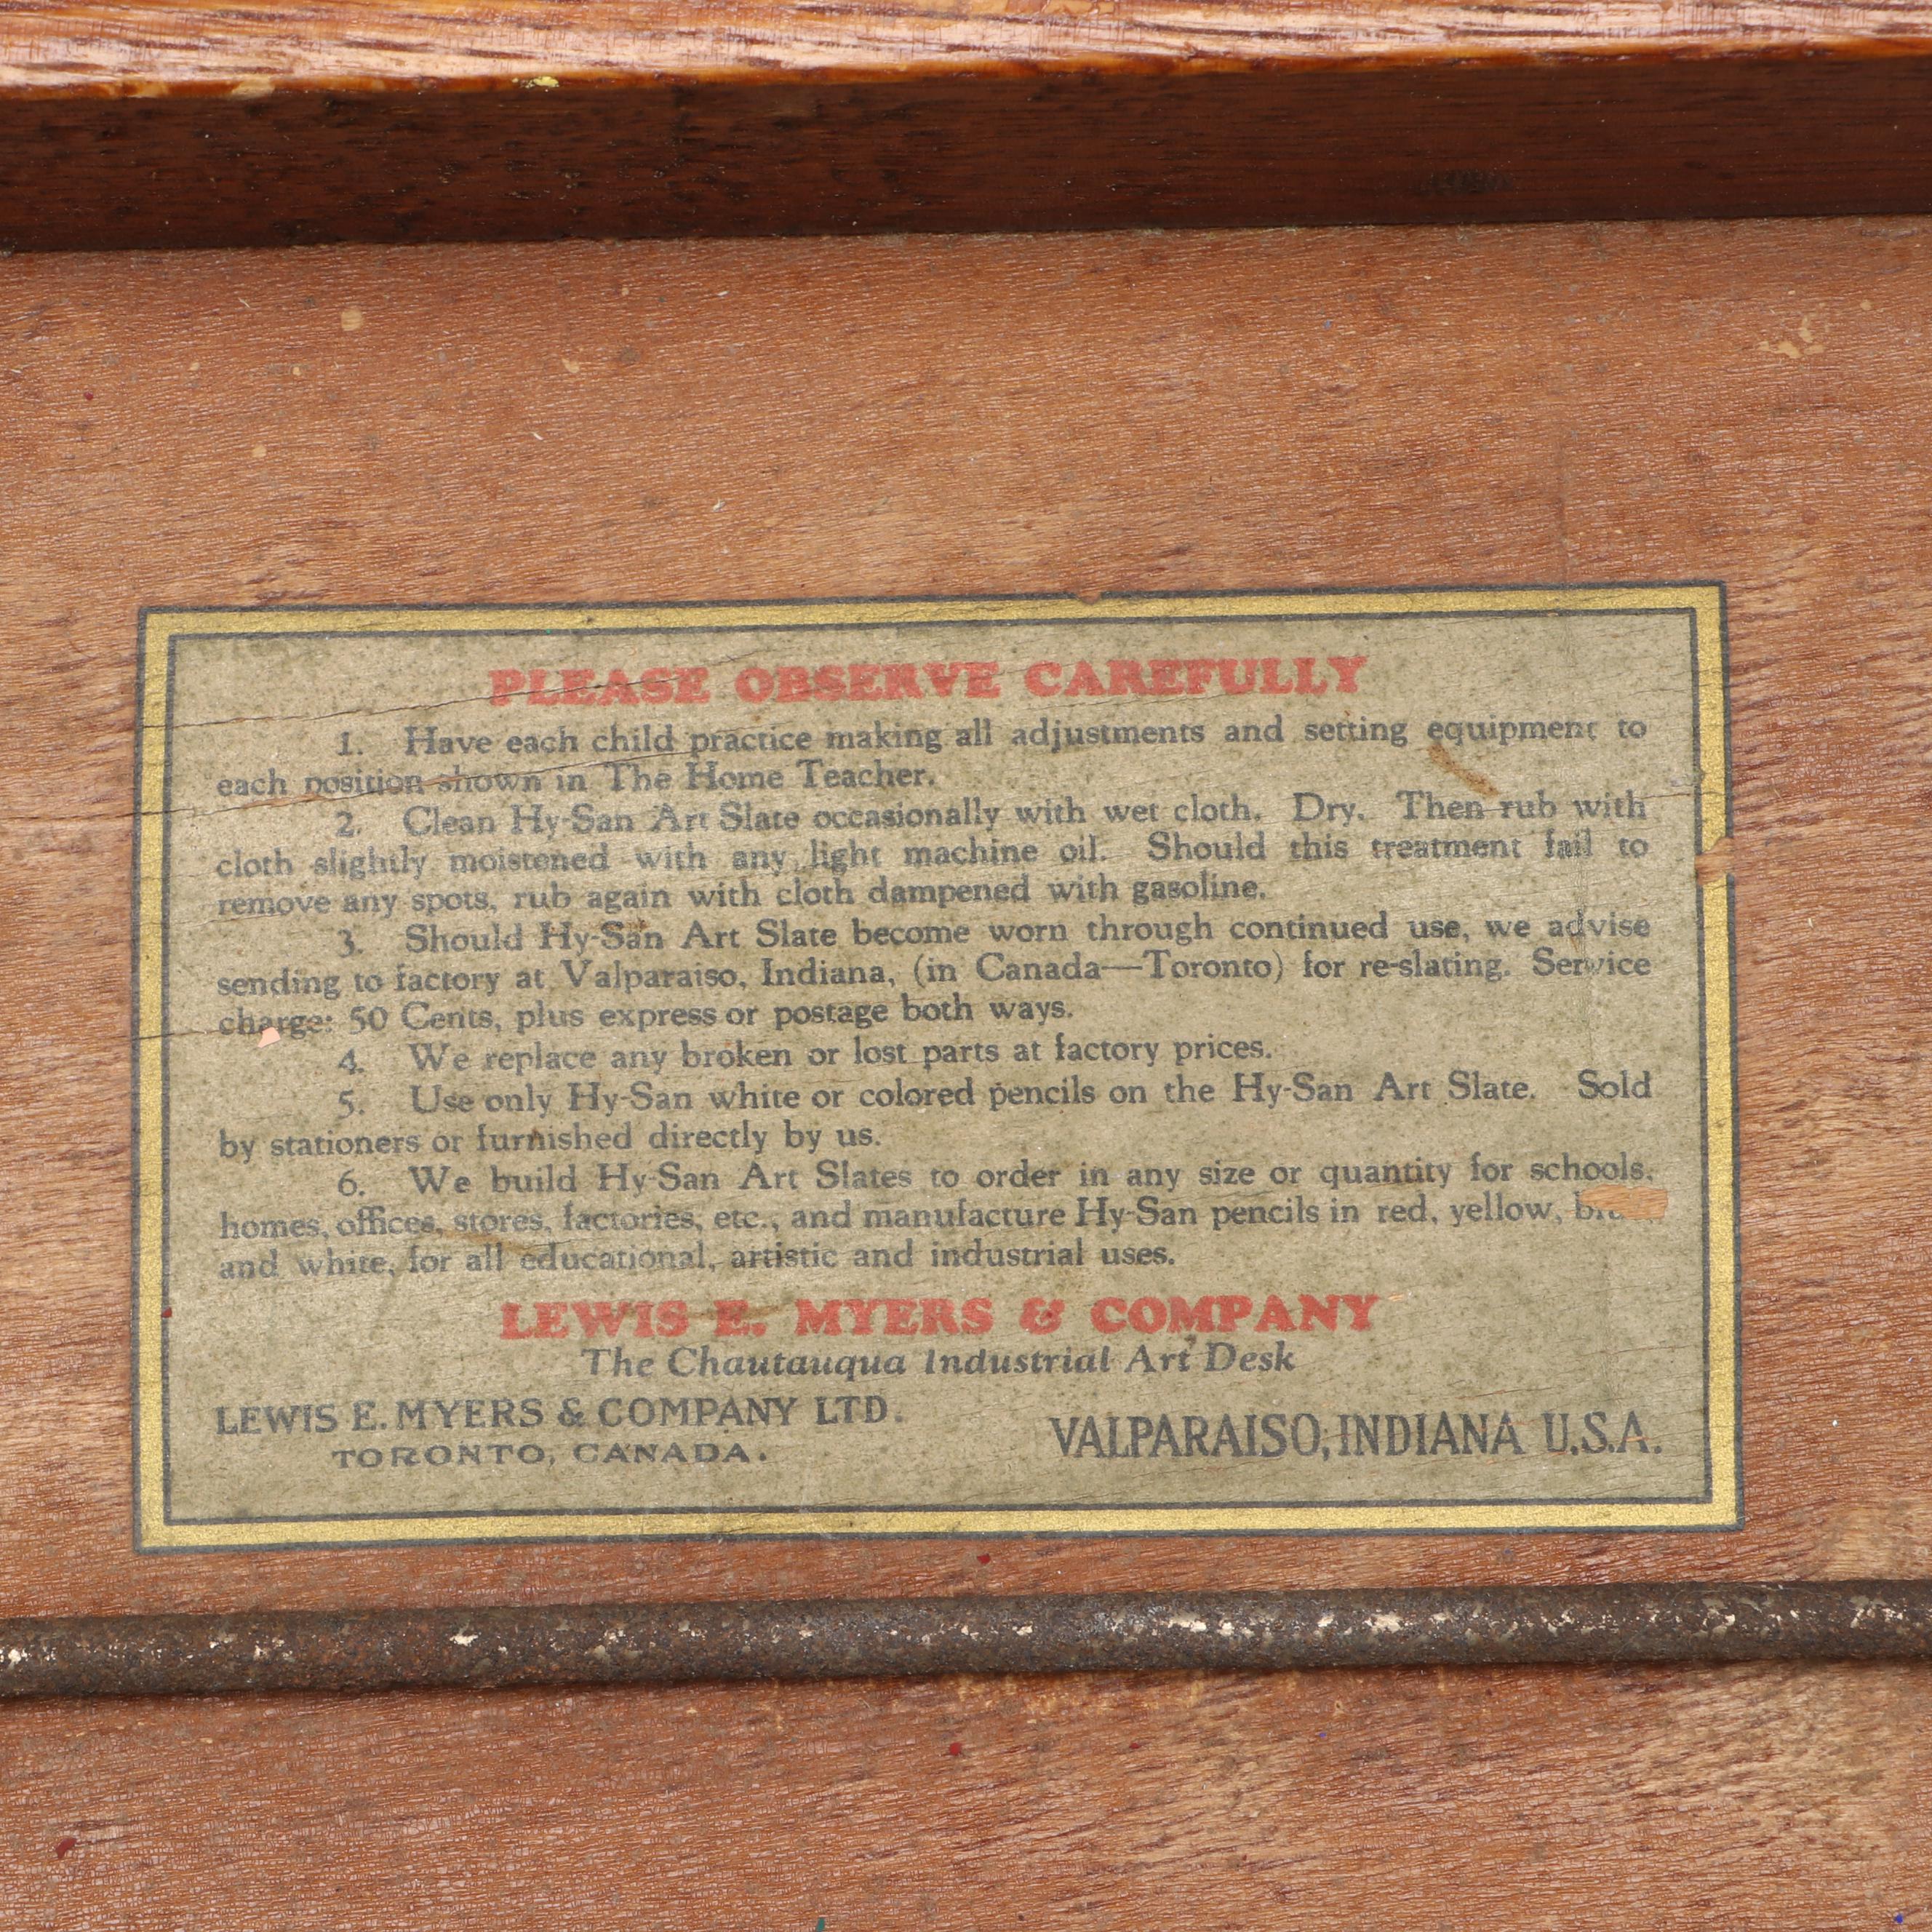 PLEASE OBSERVE CAREFULLY
1. Have each child practice making all adjustments and setting equipment to
each position shown in The Home Teacher.
2. Clean Hy-San Art Slate occasionally with wet cloth. Dry. Then rub with
cloth slightly moistened with any light machine oil. Should this treatment fail to
remove any spots, rub again with cloth dampened with gasoline.
3. Should Hy-San Art Slate become worn through continued use, we advise
sending to factory at Valparaiso, Indiana, (in Canada—Toronto) for re-slating. Service
charge: 50 Cents, plus express or postage both ways.
4. We replace any broken or lost parts at factory prices.
5. Use only Hy-San white or colored pencils on the Hy-San Art Slate. Sold
by stationers or furnished directly by us.
6. We build Hy-San Art Slates to order in any size or quantity for schools,
homes, offices, stores, factories, etc., and manufacture Hy-San pencils in red, yellow,
and white, for all educational, artistic and industrial uses.
LEWIS E. MYERS & COMPANY
The Chautauqua Industrial Art Desk
LEWIS E. MYERS & COMPANY LTD.
TORONTO, CANADA.
VALPARAISO, INDIANA U.S.A.